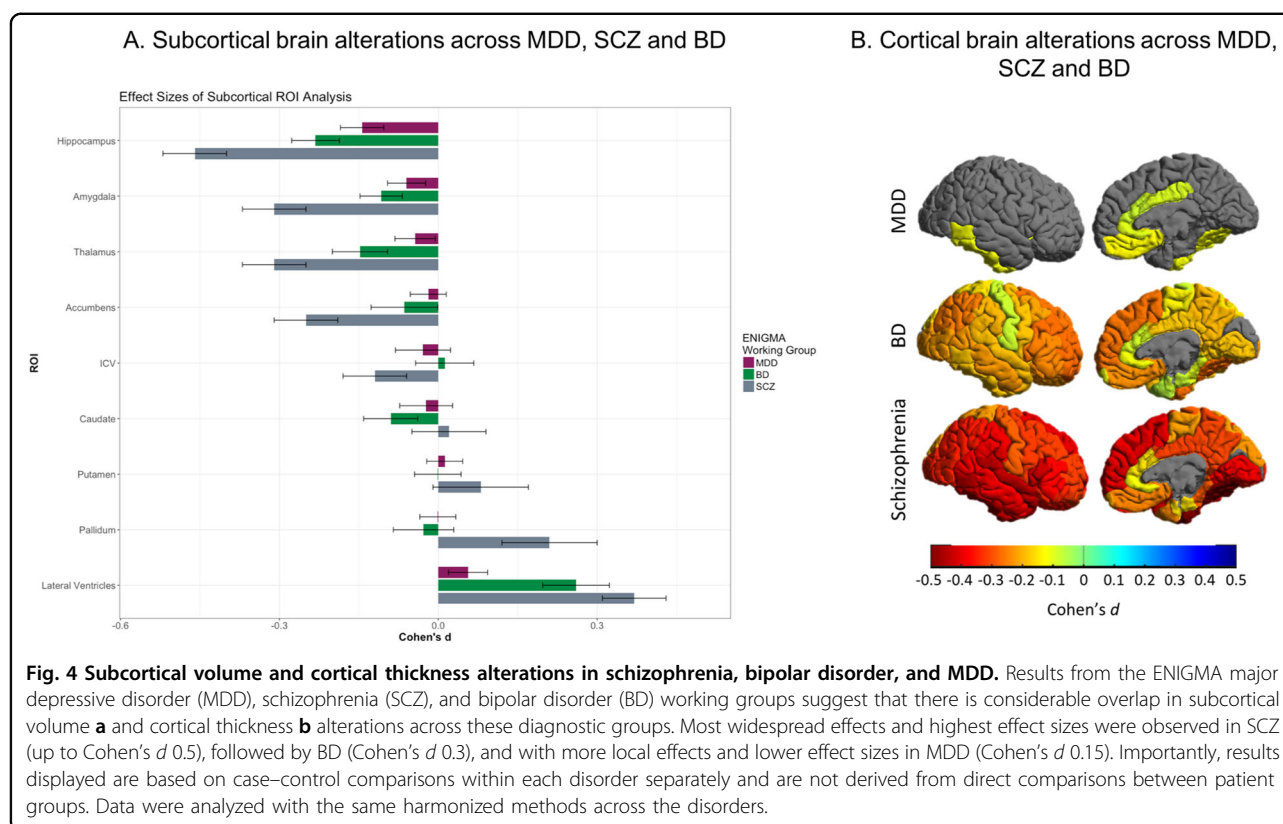 A. Subcortical brain alterations across MDD, SCZ and BD
Effect Sizes of Subcortical ROI Analysis
ROI
Hippocampus
Amygdala
Thalamus
Accumbens
ICV
Caudate
Putamen
Pallidum
Lateral Ventricles
-0.6
-0.3
0.0
0.3
Cohen's d
ENIGMA
Working Group
MDD
BD
SCZ
B. Cortical brain alterations across MDD,
SCZ and BD
MDD
BD
Schizophrenia
-0.5 -0.4 -0.3 -0.2 -0.1 0 0.1 0.2 0.3 0.4 0.5
Cohen's d
Fig. 4 Subcortical volume and cortical thickness alterations in schizophrenia, bipolar disorder, and MDD. Results from the ENIGMA major
depressive disorder (MDD), schizophrenia (SCZ), and bipolar disorder (BD) working groups suggest that there is considerable overlap in subcortical
volume a and cortical thickness b alterations across these diagnostic groups. Most widespread effects and highest effect sizes were observed in SCZ
(up to Cohen's d 0.5), followed by BD (Cohen's d 0.3), and with more local effects and lower effect sizes in MDD (Cohen's d 0.15). Importantly, results
displayed are based on case–control comparisons within each disorder separately and are not derived from direct comparisons between patient
groups. Data were analyzed with the same harmonized methods across the disorders.